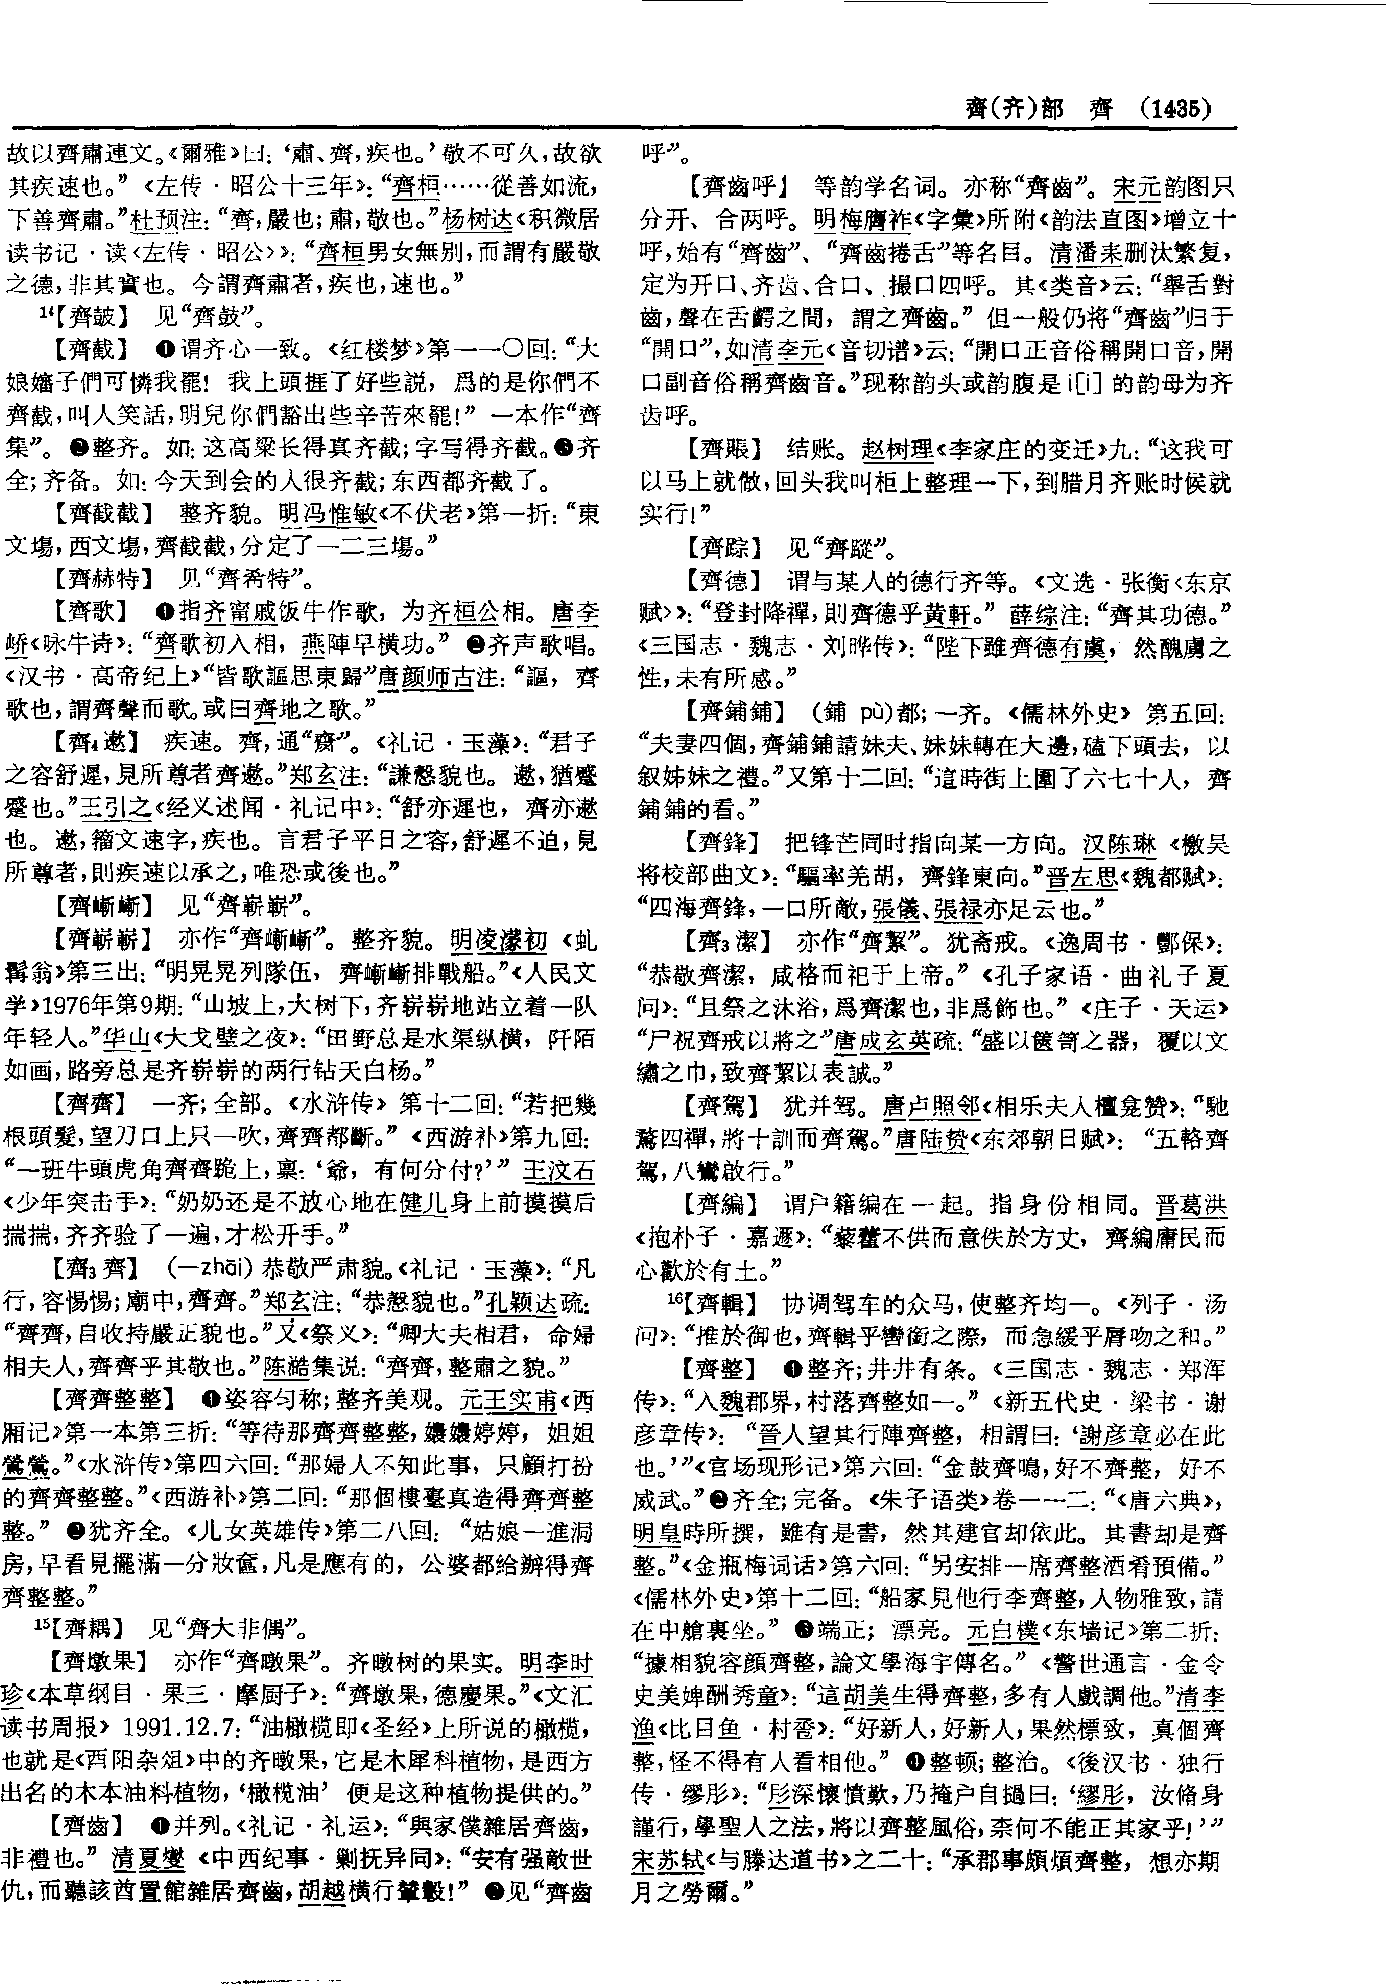 齊(齐)部　齊　(1435)
故以齊肅速文。《爾雅》曰：‘肅、齊，疾也。’敬不可久，故欲
其疾速也。”《左传·昭公十三年》：“齊桓……從善如流，
下善齊肅。”杜预注：“齊，嚴也；肅，敬也。”杨树达《积微居
读书记·读〈左传·昭公〉》：“齊桓男女無别，而謂有嚴敬
之德，非其實也。今謂齊肅者，疾也，速也。”
14【齊皷】　见“齊鼓”。
【齊截】　❶谓齐心一致。《红楼梦》第一一〇回：“大
娘嬸子們可憐我罷！我上頭捱了好些説，爲的是你們不
齊截，叫人笑話，明兒你們豁出些辛苦來罷！”一本作“齊
集”。❷整齐。如：这高粱长得真齐截；字写得齐截。❸齐
全；齐备。如：今天到会的人很齐截；东西都齐截了。
【齊截截】　整齐貌。明冯惟敏《不伏老》第一折：“東
文塲，西文塲，齊截截，分定了一二三塲。”
【齊赫特】　见“齊希特”。
【齊歌】　❶指齐甯戚饭牛作歌，为齐桓公相。唐李
峤《咏牛诗》：“齊歌初入相，燕陣早横功。”❷齐声歌唱。
《汉书·高帝纪上》“皆歌謳思東歸”唐颜师古注：“謳，齊
歌也，謂齊聲而歌。或曰齊地之歌。”
【齊4遬】　疾速。齊，通“齌”。《礼记·玉藻》：“君子
之容舒遲，見所尊者齊遬。”郑玄注：“謙慤貌也。遬，猶蹙
蹙也。”王引之《经义述闻·礼记中》：“舒亦遲也，齊亦遬
也。遬，籀文速字，疾也。言君子平日之容，舒遲不迫，見
所尊者，則疾速以承之，唯恐或後也。”
【齊嶃嶃】　见“齊嶄嶄”。
【齊嶄嶄】　亦作“齊嶃嶃”。整齐貌。明凌濛初《虬
髯翁》第三出：“明晃晃列隊伍，齊嶃嶃排戰船。”《人民文
学》1976年第9期：“山坡上，大树下，齐崭崭地站立着一队
年轻人。”华山《大戈壁之夜》：“田野总是水渠纵横，阡陌
如画，路旁总是齐崭崭的两行钻天白杨。”
【齊齊】　一齐；全部。《水浒传》第十二回：“若把幾
根頭髮，望刀口上只一吹，齊齊都斷。”《西游补》第九回：
“一班牛頭虎角齊齊跪上，禀：‘爺，有何分付？’”王汶石
《少年突击手》：“奶奶还是不放心地在健儿身上前摸摸后
揣揣，齐齐验了一遍，才松开手。”
【齊3齊】　(—zhāi)恭敬严肃貌。《礼记·玉藻》：“凡
行，容惕惕；廟中，齊齊。”郑玄注：“恭慤貌也。”孔颖达疏：
“齊齊，自收持嚴正貌也。”又《祭义》：“卿大夫相君，命婦
相夫人，齊齊乎其敬也。”陈澔集说：“齊齊，整肅之貌。”
【齊齊整整】　❶姿容匀称；整齐美观。元王实甫《西
厢记》第一本第三折：“等待那齊齊整整，嬝嬝婷婷，姐姐
鶯鶯。”《水浒传》第四六回：“那婦人不知此事，只顧打扮
的齊齊整整。”《西游补》第二回：“那個樓臺真造得齊齊整
整。”❷犹齐全。《儿女英雄传》第二八回：“姑娘一進洞
房，早看見擺滿一分妝奩，凡是應有的，公婆都給辦得齊
齊整整。”
15【齊耦】　见“齊大非偶”。
【齊墩果】　亦作“齊暾果”。齐暾树的果实。明李时
珍《本草纲目·果三·摩厨子》：“齊墩果，德慶果。”《文汇
读书周报》1991.12.7：“油橄榄即《圣经》上所说的橄榄，
也就是《酉阳杂俎》中的齐暾果，它是木犀科植物，是西方
出名的木本油料植物，‘橄榄油’便是这种植物提供的。”
【齊齒】　❶并列。《礼记·礼运》：“與家僕雜居齊齒，
非禮也。”清夏燮《中西纪事·剿抚异同》：“安有强敵世
仇，而聽該酋置館雜居齊齒，胡越横行輦轂！”❷见“齊齒
呼”。
【齊齒呼】　等韵学名词。亦称“齊齒”。宋元韵图只
分开、合两呼。明梅膺祚《字彙》所附《韵法直图》增立十
呼，始有“齊齒”、“齊齒捲舌”等名目。清潘耒删汰繁复，
定为开口、齐齿、合口、撮口四呼。其《类音》云：“舉舌對
齒，聲在舌齶之間，謂之齊齒。”但一般仍将“齊齒”归于
“開口”，如清李元《音切谱》云：“開口正音俗稱開口音，開
口副音俗稱齊齒音。”现称韵头或韵腹是i[i]的韵母为齐
齿呼。
【齊賬】　结账。赵树理《李家庄的变迁》九：“这我可
以马上就做，回头我叫柜上整理一下，到腊月齐账时候就
实行！”
【齊踪】　见“齊蹤”。
【齊德】　谓与某人的德行齐等。《文选·张衡〈东京
赋〉》：“登封降禪，則齊德乎黄軒。”薛综注：“齊其功德。”
《三国志·魏志·刘晔传》：“陛下雖齊德有虞，然醜虜之
性，未有所感。”
【齊鋪鋪】　(鋪 pù)都；一齐。《儒林外史》第五回：
“夫妻四個，齊鋪鋪請妹夫、妹妹轉在大邊，磕下頭去，以
叙姊妹之禮。”又第十二回：“這時街上圍了六七十人，齊
鋪鋪的看。”
【齊鋒】　把锋芒同时指向某一方向。汉陈琳《檄吴
将校部曲文》：“驅率羌胡，齊鋒東向。”晋左思《魏都赋》：
“四海齊鋒，一口所敵，張儀、張禄亦足云也。”
【齊3潔】　亦作“齊絜”。犹斋戒。《逸周书·酆保》：
“恭敬齊潔，咸格而祀于上帝。”《孔子家语·曲礼子夏
问》：“且祭之沐浴，爲齊潔也，非爲飾也。”《庄子·天运》
“尸祝齊戒以將之”唐成玄英疏：“盛以篋笥之器，覆以文
繡之巾，致齊絜以表誠。”
【齊駕】　犹并驾。唐卢照邻《相乐夫人檀龛赞》：“馳
騖四禪，將十訓而齊駕。”唐陆贽《东郊朝日赋》：“五輅齊
駕，八鸞啟行。”
【齊編】　谓户籍编在一起。指身份相同。晋葛洪
《抱朴子·嘉遯》：“藜藿不供而意佚於方丈，齊編庸民而
心歡於有土。”
16【齊輯】　协调驾车的众马，使整齐均一。《列子·汤
问》：“推於御也，齊輯乎轡銜之際，而急緩乎脣吻之和。”
【齊整】　❶整齐；井井有条。《三国志·魏志·郑浑
传》：“入魏郡界，村落齊整如一。”《新五代史·梁书·谢
彦章传》：“晉人望其行陣齊整，相謂曰：‘謝彦章必在此
也。’”《官场现形记》第六回：“金鼓齊鳴，好不齊整，好不
威武。”❷齐全；完备。《朱子语类》卷一一二：“《唐六典》，
明皇時所撰，雖有是書，然其建官却依此。其書却是齊
整。”《金瓶梅词话》第六回：“另安排一席齊整酒肴預備。”
《儒林外史》第十二回：“船家見他行李齊整，人物雅致，請
在中艙裏坐。”❸端正；漂亮。元白樸《东墙记》第二折：
“據相貌容顔齊整，論文學海宇傳名。”《警世通言·金令
史美婢酬秀童》：“這胡美生得齊整，多有人戲調他。”清李
渔《比目鱼·村卺》：“好新人，好新人，果然標致，真個齊
整，怪不得有人看相他。”❹整顿；整治。《後汉书·独行
传·缪肜》：“肜深懷憤歎，乃掩户自撾曰：‘繆肜，汝脩身
謹行，學聖人之法，將以齊整風俗，柰何不能正其家乎！’”
宋苏轼《与滕达道书》之二十：“承郡事頗煩齊整，想亦期
月之勞爾。”